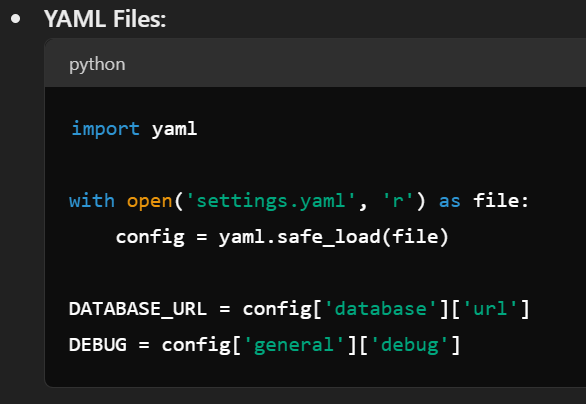 • YAML Files:
python
import yaml
with open('settings.yaml', 'r') as file:
    config = yaml.safe_load(file)
DATABASE_URL = config['database']['url']
DEBUG = config['general']['debug']